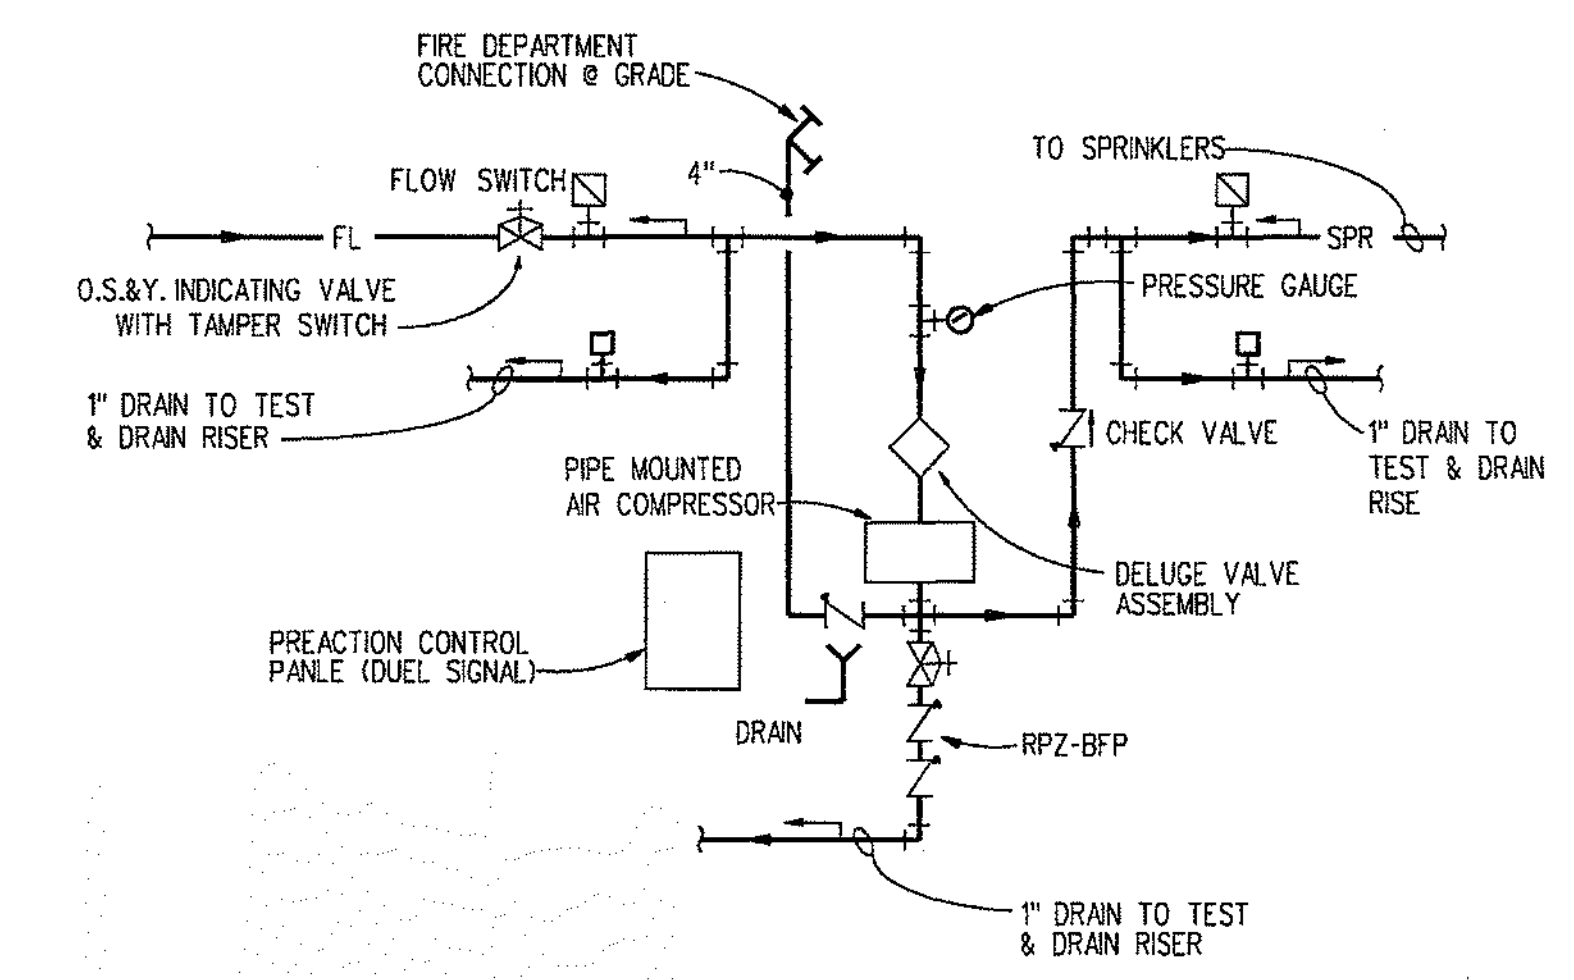 FIRE DEPARTMENT
CONNECTION @ GRADE
TO SPRINKLERS
FLOW SWITCH
4"
FL
SPR
O.S.&Y. INDICATING VALVE
WITH TAMPER SWITCH
PRESSURE GAUGE
1" DRAIN TO TEST
& DRAIN RISER
CHECK VALVE
1" DRAIN TO
TEST & DRAIN
RISE
PIPE MOUNTED
AIR COMPRESSOR
DELUGE VALVE
ASSEMBLY
PREACTION CONTROL
PANLE (DUEL SIGNAL)
DRAIN
RPZ-BFP
1" DRAIN TO TEST
& DRAIN RISER